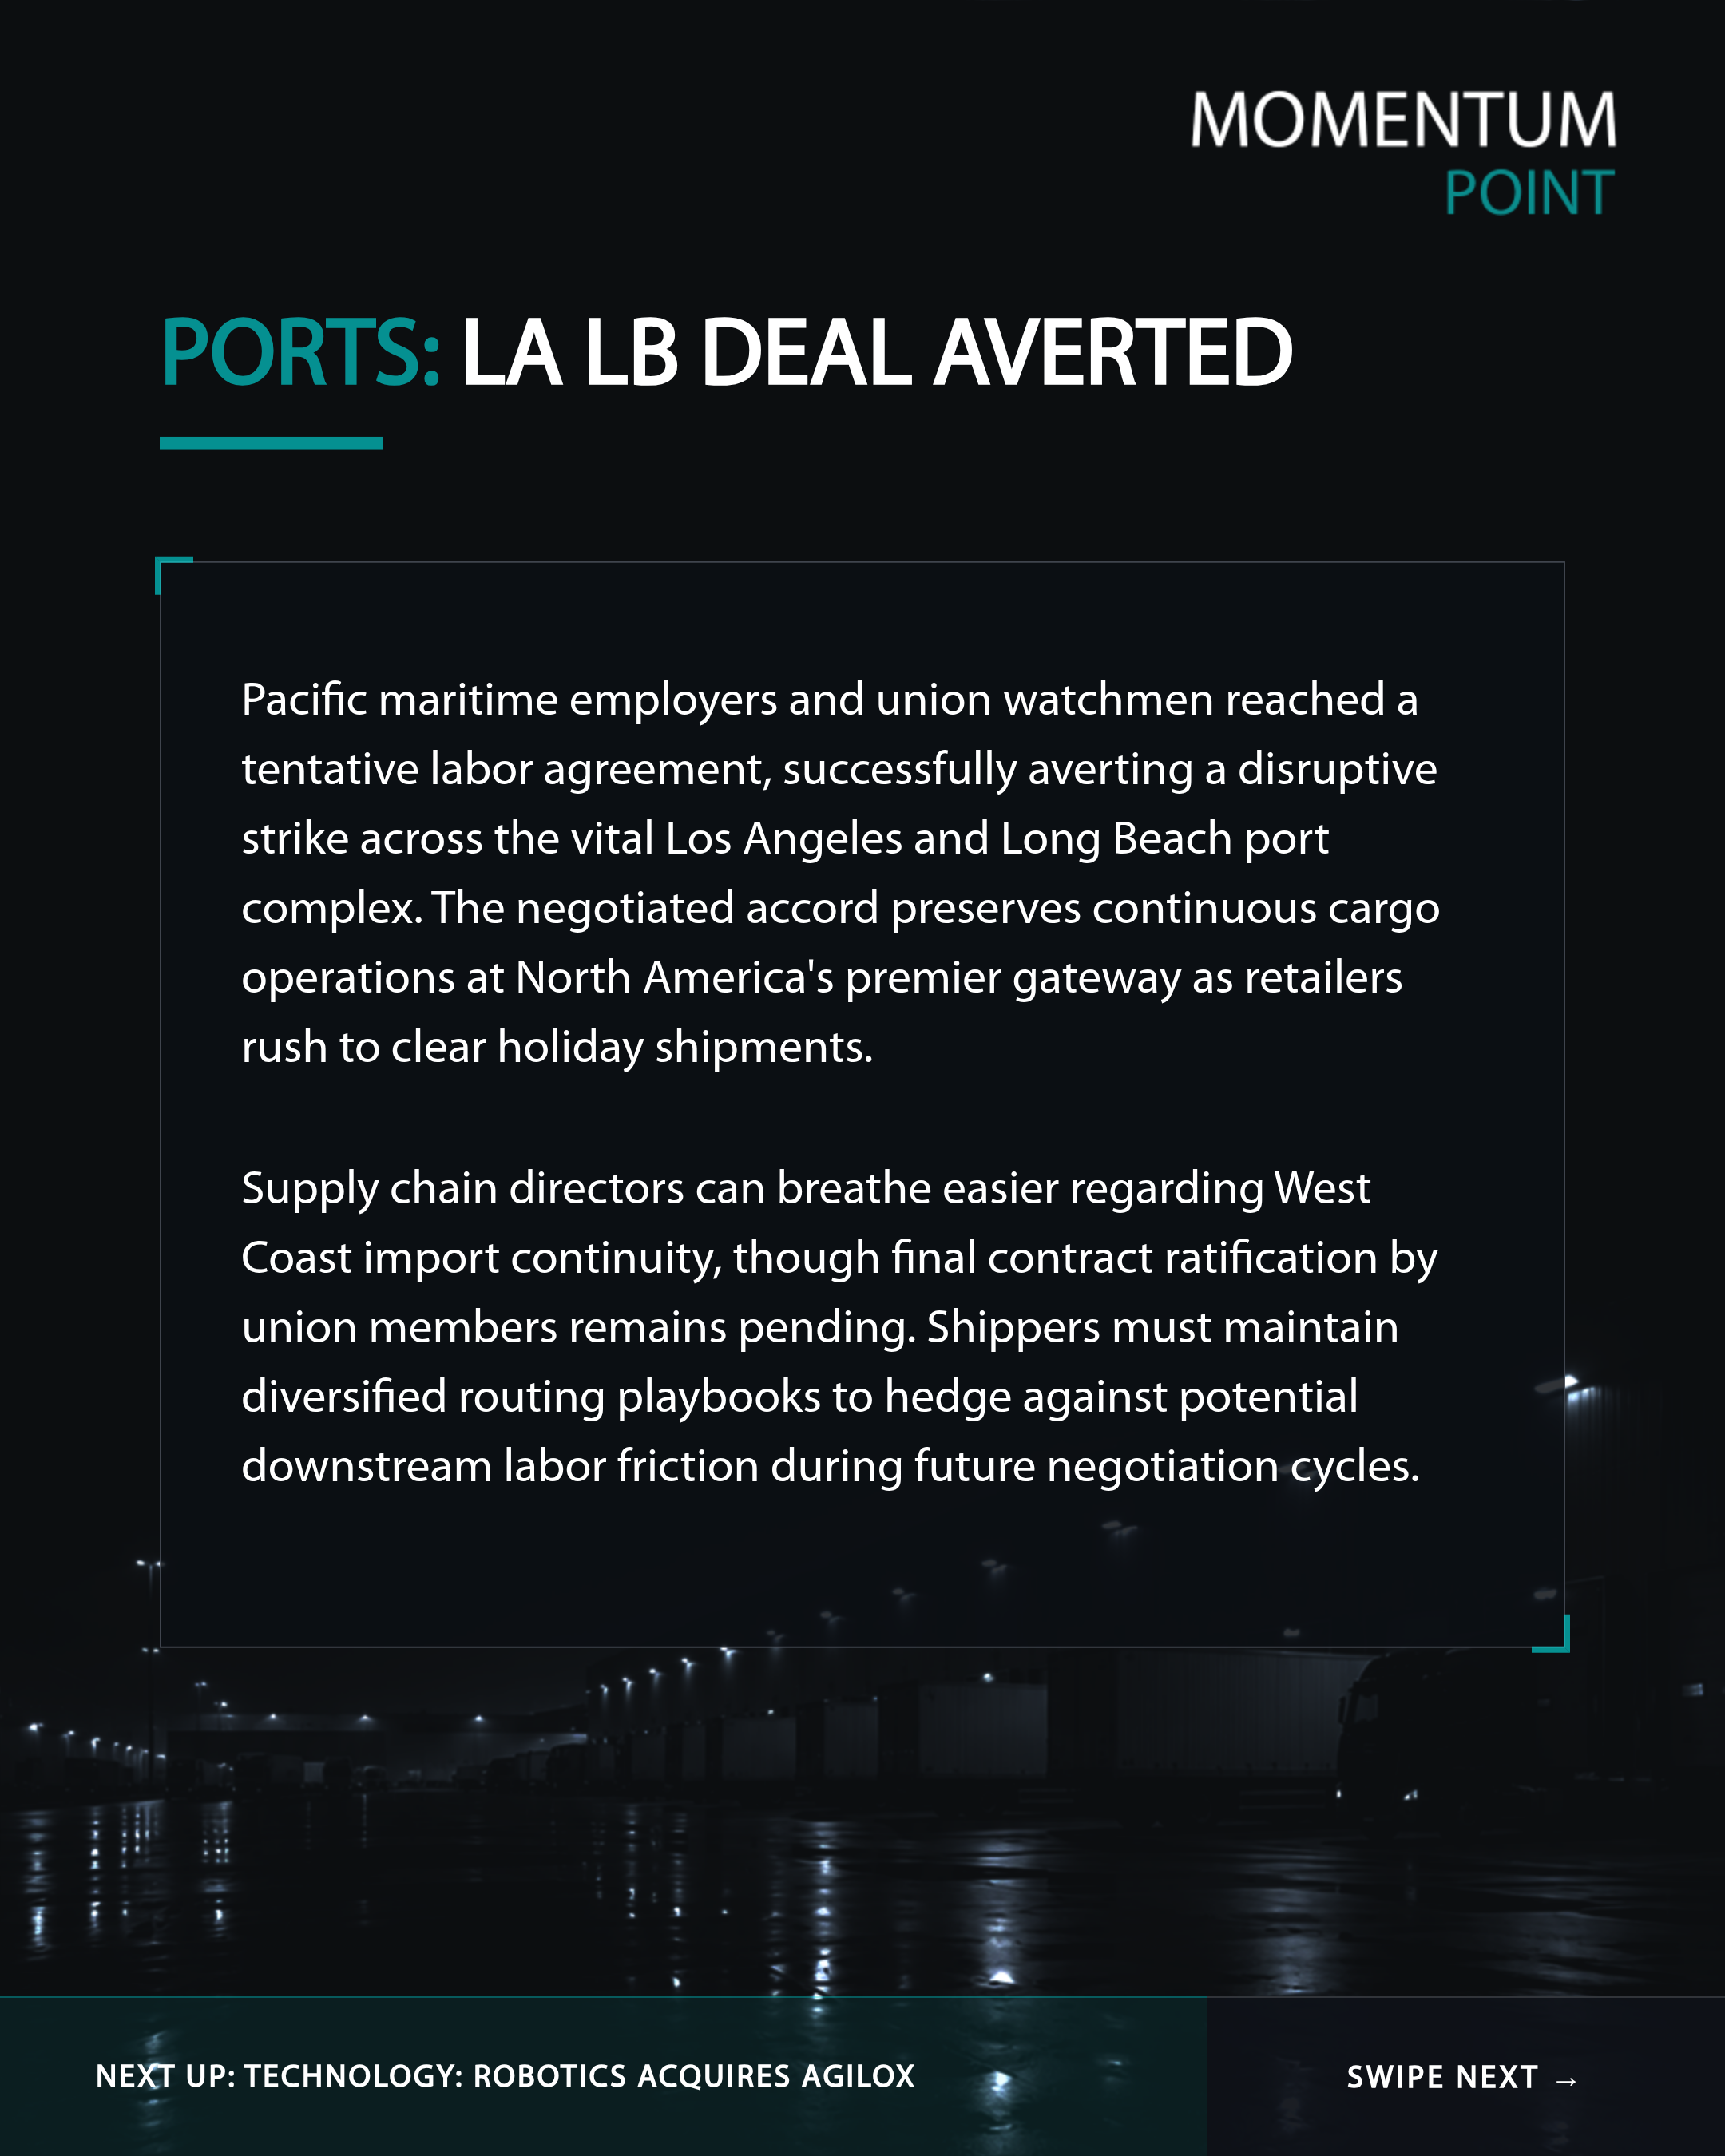 MOMENTUM
POINT
PORTS: LA LB DEAL AVERTED
Pacific maritime employers and union watchmen reached a
tentative labor agreement, successfully averting a disruptive
strike across the vital Los Angeles and Long Beach port
complex. The negotiated accord preserves continuous cargo
operations at North America's premier gateway as retailers
rush to clear holiday shipments.
Supply chain directors can breathe easier regarding West
Coast import continuity, though final contract ratification by
union members remains pending. Shippers must maintain
diversified routing playbooks to hedge against potential
downstream labor friction during future negotiation cycles.
NEXT UP: TECHNOLOGY: ROBOTICS ACQUIRES AGILOX
SWIPE NEXT →